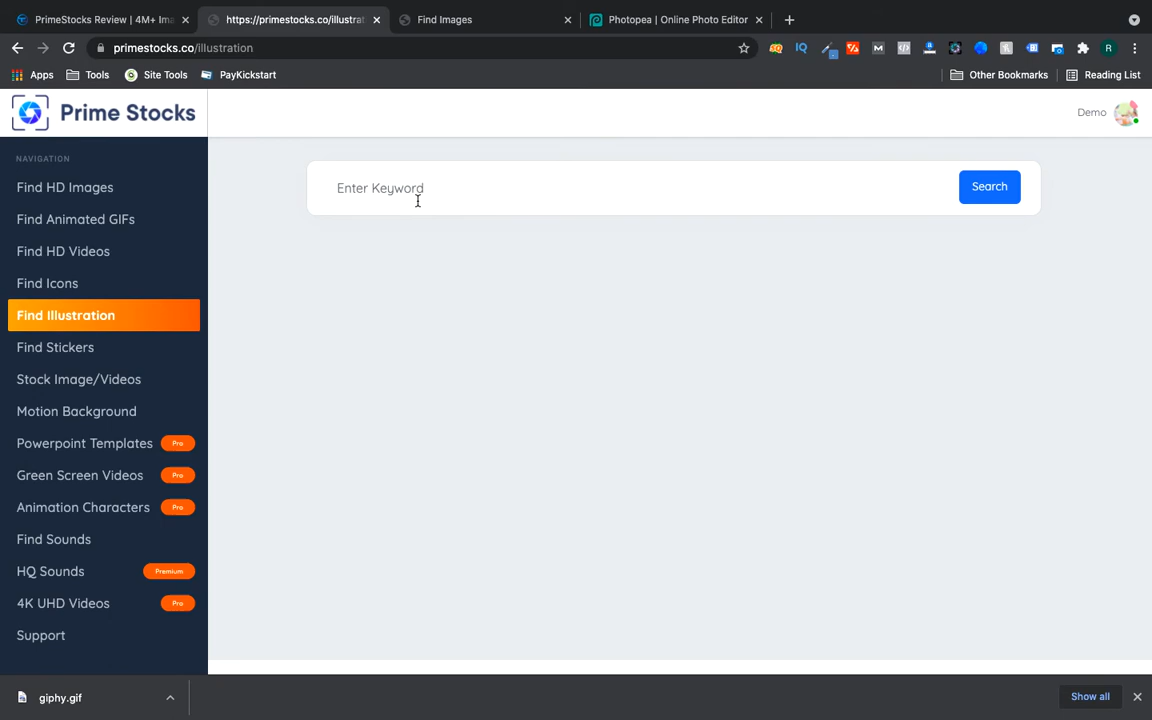 PrimeStocks Review | 4M+ Ima
https://primestocks.co/illustrat
Find Images
Photopea | Online Photo Editor
primestocks.co/illustration
Apps
Tools
Site Tools
PayKickstart
Other Bookmarks
Reading List
Prime Stocks
Demo
NAVIGATION
Find HD Images
Find Animated GIFs
Find HD Videos
Find Icons
Find Illustration
Find Stickers
Stock Image/Videos
Motion Background
Powerpoint Templates Pro
Green Screen Videos Pro
Animation Characters Pro
Find Sounds
HQ Sounds Premium
4K UHD Videos Pro
Support
Enter Keyword
Search
giphy.gif
Show all